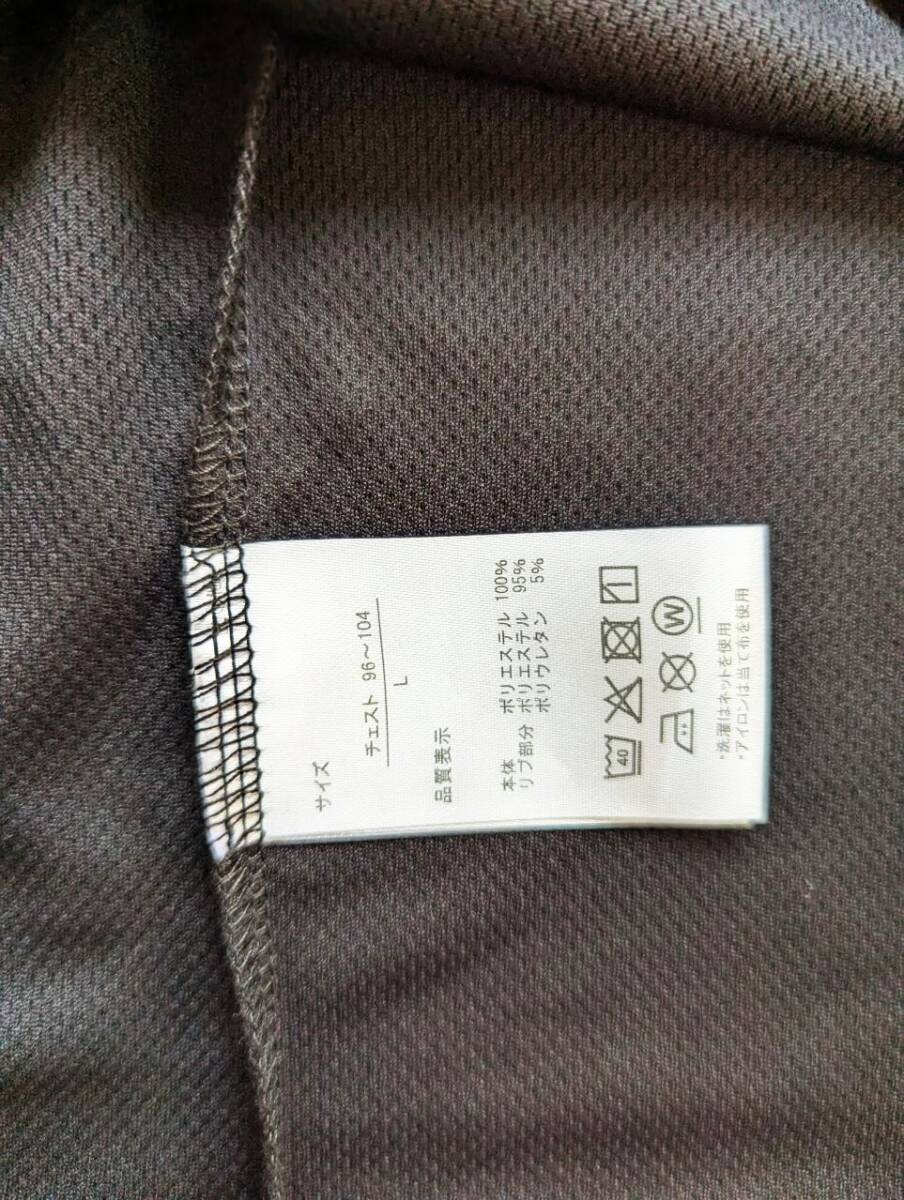 サイズ
チェスト 96～104
L
品質表示
本体 ポリエステル 100%
リブ部分 ポリエステル 95%
ポリウレタン 5%
40
W
*洗濯はネットを使用
*アイロンは当て布を使用